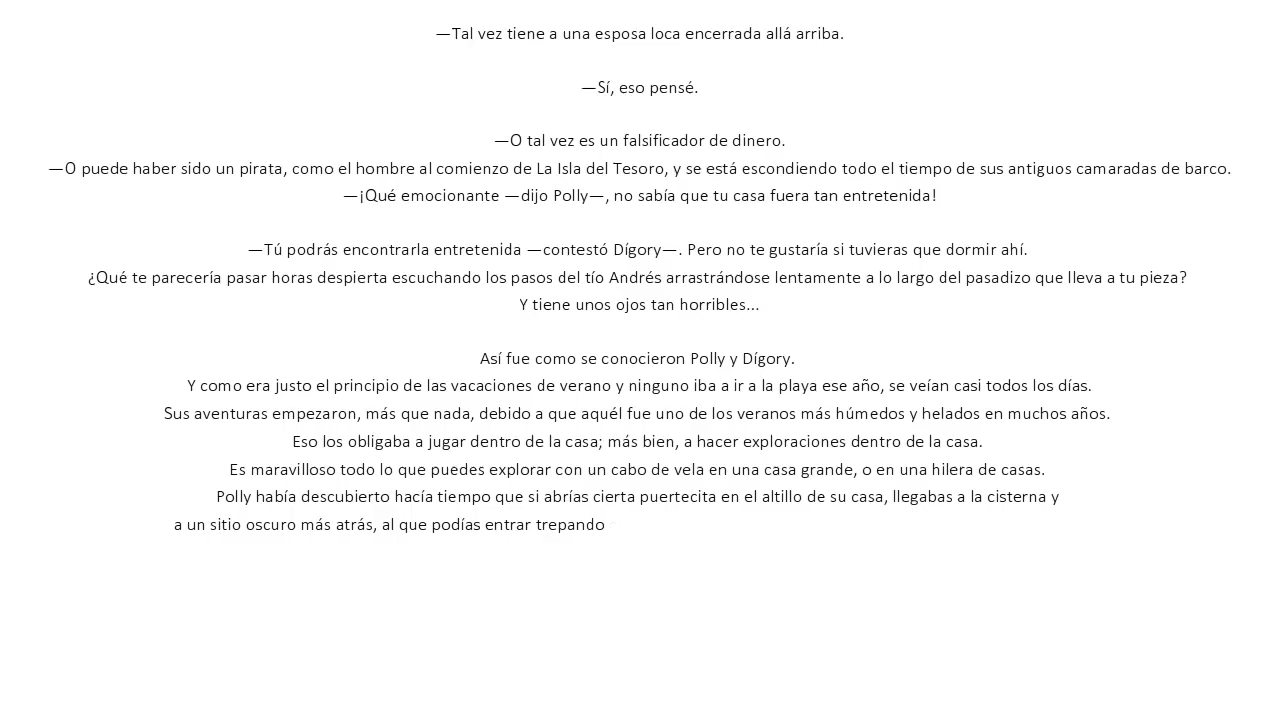 —Tal vez tiene a una esposa loca encerrada allá arriba.
—Sí, eso pensé.
—O tal vez es un falsificador de dinero.
—O puede haber sido un pirata, como el hombre al comienzo de La Isla del Tesoro, y se está escondiendo todo el tiempo de sus antiguos camaradas de barco.
—¡Qué emocionante —dijo Polly—, no sabía que tu casa fuera tan entretenida!
—Tú podrás encontrarla entretenida —contestó Dígory—. Pero no te gustaría si tuvieras que dormir ahí.
¿Qué te parecería pasar horas despierta escuchando los pasos del tío Andrés arrastrándose lentamente a lo largo del pasadizo que lleva a tu pieza?
Y tiene unos ojos tan horribles...
Así fue como se conocieron Polly y Dígory.
Y como era justo el principio de las vacaciones de verano y ninguno iba a ir a la playa ese año, se veían casi todos los días.
Sus aventuras empezaron, más que nada, debido a que aquél fue uno de los veranos más húmedos y helados en muchos años.
Eso los obligaba a jugar dentro de la casa; más bien, a hacer exploraciones dentro de la casa.
Es maravilloso todo lo que puedes explorar con un cabo de vela en una casa grande, o en una hilera de casas.
Polly había descubierto hacía tiempo que si abrías cierta puertecita en el altillo de su casa, llegabas a la cisterna y
a un sitio oscuro más atrás, al que podías entrar trepando